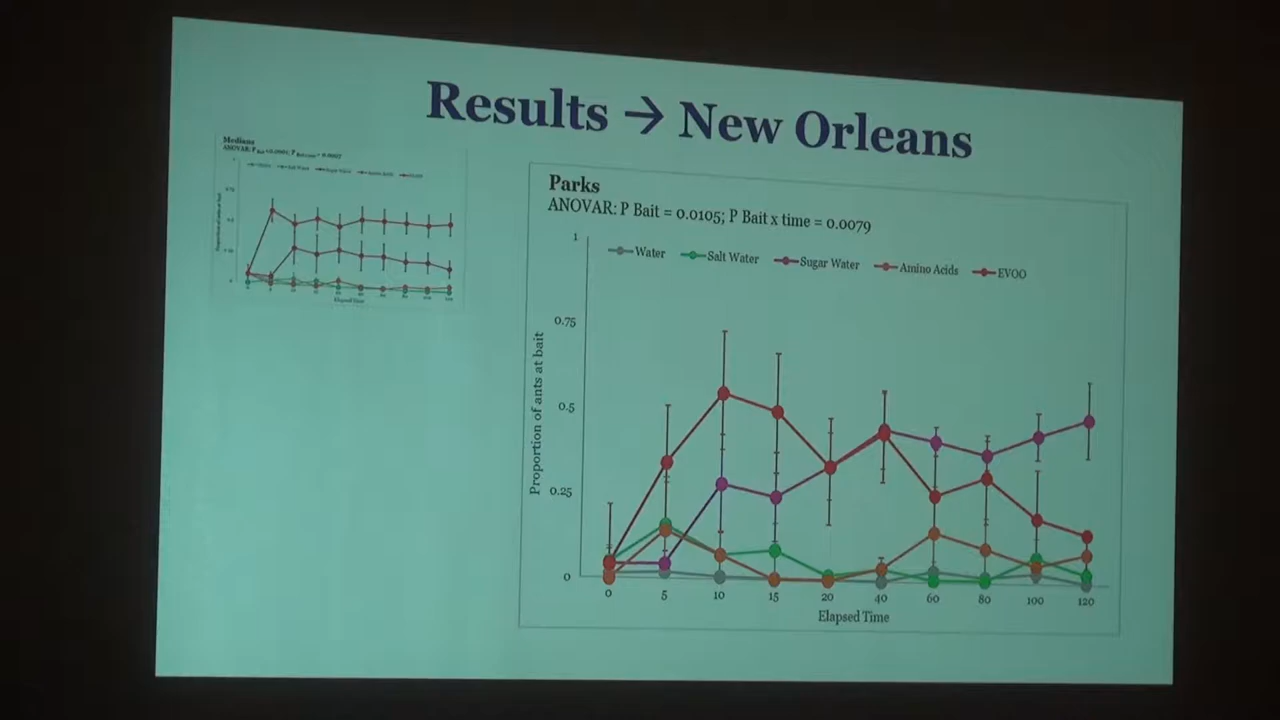 Results → New Orleans
Medians
Elapsed Time
Parks
ANOVAR: P Bait = 0.0105; P Bait x time = 0.0079
Water Salt Water Sugar Water Amino Acids EVOO
Proportion of ants at bait
1
0.75
0.5
0.25
0
0 5 10 15 20 40 60 80 100 120
Elapsed Time